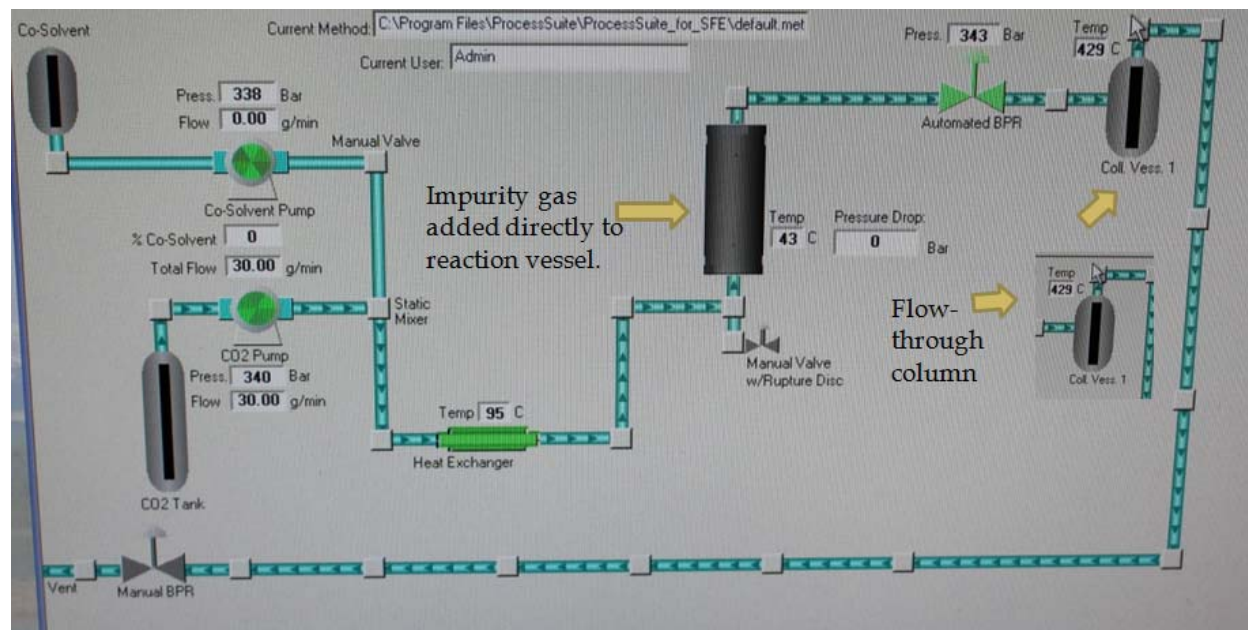 Co-Solvent
Current Method: C:\Program Files\ProcessSuite\ProcessSuite_for_SFE\default.met
Current User: Admin
Press. 343 Bar
Temp
429 C
Press. 338 Bar
Flow 0.00 g/min
Manual Valve
Automated BPR
Coll. Vess. 1
Co-Solvent Pump
% Co-Solvent 0
Total Flow 30.00 g/min
Impurity gas
added directly to
reaction vessel.
Temp
43 C
Pressure Drop:
0 Bar
Static
Mixer
CO2 Pump
Press. 340 Bar
Flow 30.00 g/min
Manual Valve
w/Rupture Disc
Flow-
through
column
Temp
429 C
Coll. Vess. 1
Temp 95 C
Heat Exchanger
CO2 Tank
Vent
Manual BPR